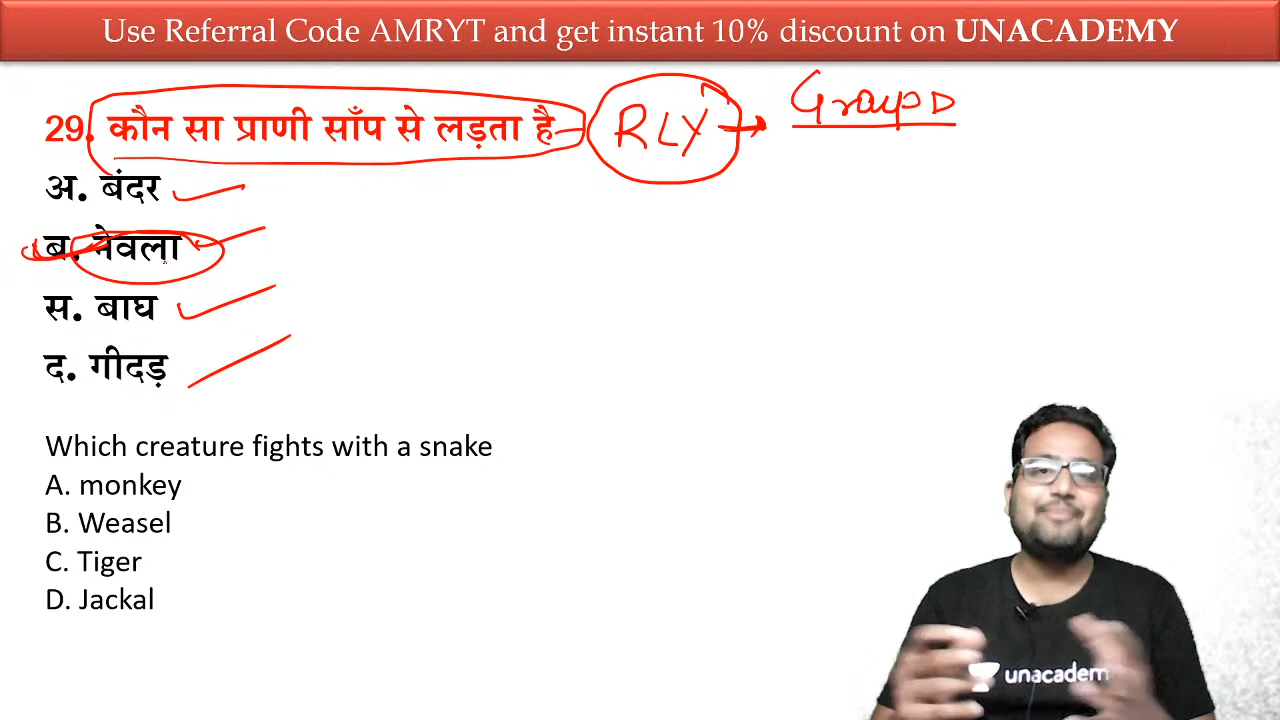 Use Referral Code AMRYT and get instant 10% discount on UNACADEMY
29. कौन सा प्राणी साँप से लड़ता है
RLY
Group D
अ. बंदर
ब. नेवला
स. बाघ
द. गीदड़
Which creature fights with a snake
A. monkey
B. Weasel
C. Tiger
D. Jackal
unacadem